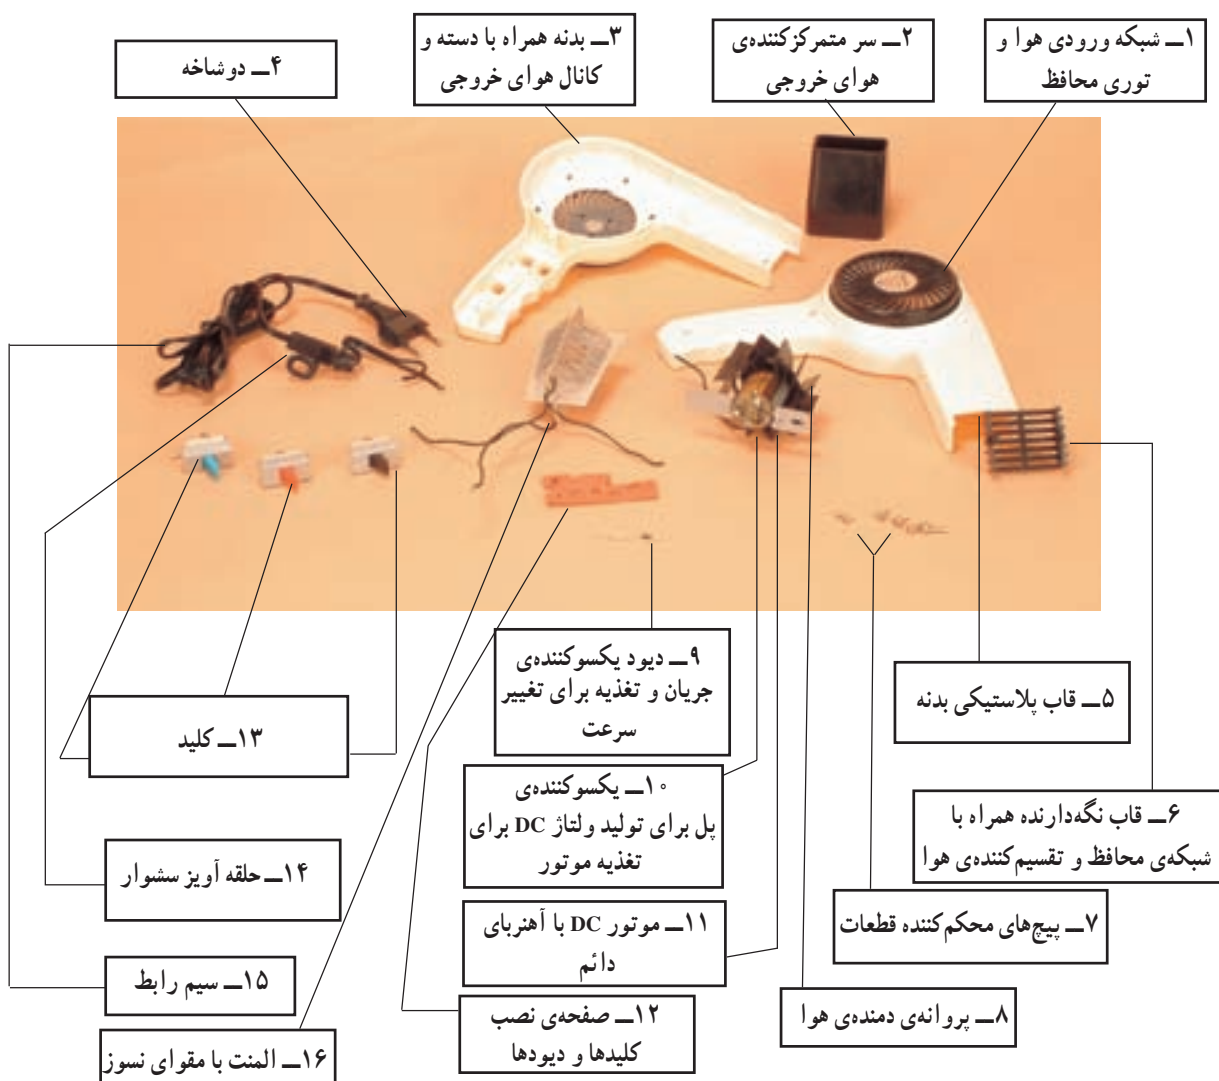 ۱ــ شبکه ورودی هوا و
توری محافظ
۲ــ سر متمرکزکننده‌ی
هوای خروجی
۳ــ بدنه همراه با دسته و
کانال هوای خروجی
۴ــ دوشاخه
۵ــ قاب پلاستیکی بدنه
۶ــ قاب نگه‌دارنده همراه با
شبکه‌ی محافظ و تقسیم‌کننده‌ی هوا
۷ــ پیچ‌های محکم‌کننده قطعات
۸ــ پروانه‌ی دمنده‌ی هوا
۹ــ دیود یکسوکننده‌ی
جریان و تغذیه برای تغییر
سرعت
۱۰ــ یکسوکننده‌ی
پل برای تولید ولتاژ DC برای
تغذیه موتور
۱۱ــ موتور DC با آهنربای
دائم
۱۲ــ صفحه‌ی نصب
کلیدها و دیودها
۱۳ــ کلید
۱۴ــ حلقه آویز سشوار
۱۵ــ سیم رابط
۱۶ــ المنت با مقوای نسوز